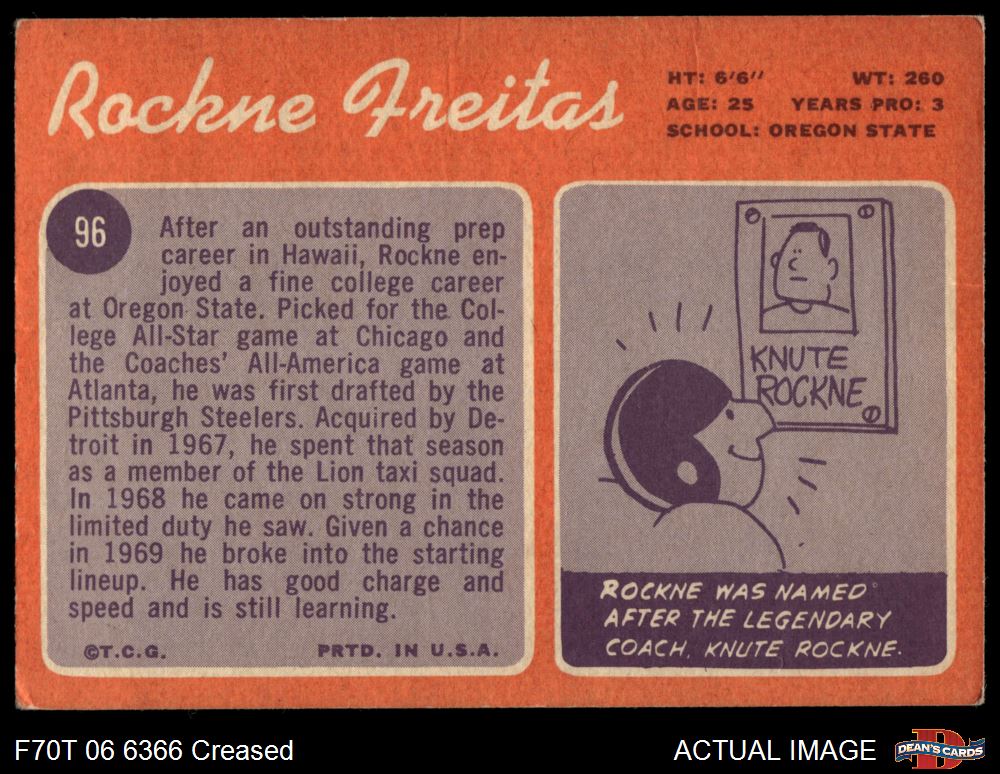 Rockne Freitas
HT: 6'6" WT: 260
AGE: 25 YEARS PRO: 3
SCHOOL: OREGON STATE
96
After an outstanding prep
career in Hawaii, Rockne en-
joyed a fine college career
at Oregon State. Picked for the Col-
lege All-Star game at Chicago and
the Coaches' All-America game at
Atlanta, he was first drafted by the
Pittsburgh Steelers. Acquired by De-
troit in 1967, he spent that season
as a member of the Lion taxi squad.
In 1968 he came on strong in the
limited duty he saw. Given a chance
in 1969 he broke into the starting
lineup. He has good charge and
speed and is still learning.
©T.C.G. PRTD. IN U.S.A.
KNUTE
ROCKNE
ROCKNE WAS NAMED
AFTER THE LEGENDARY
COACH, KNUTE ROCKNE.
F70T 06 6366 Creased
ACTUAL IMAGE
D
DEAN'S CARDS